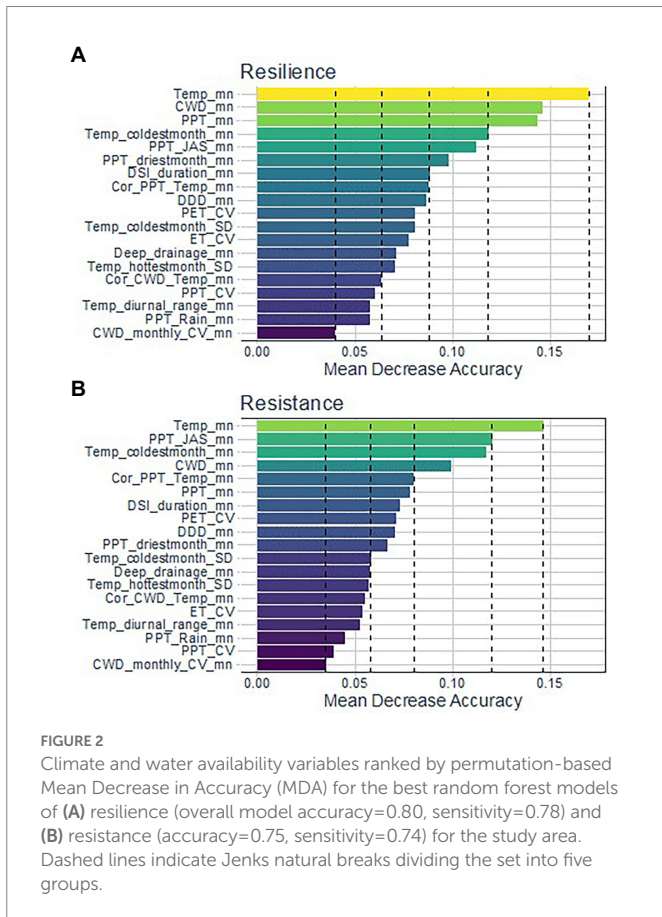 A
Resilience
Temp_mn
CWD_mn
PPT_mn
Temp_coldestmonth_mn
PPT_JAS_mn
PPT_driestmonth_mn
DSI_duration_mn
Cor_PPT_Temp_mn
DDD_mn
PET_CV
Temp_coldestmonth_SD
ET_CV
Deep_drainage_mn
Temp_hottestmonth_SD
Cor_CWD_Temp_mn
PPT_CV
Temp_diurnal_range_mn
PPT_Rain_mn
CWD_monthly_CV_mn
0.00 0.05 0.10 0.15
Mean Decrease Accuracy
B
Resistance
Temp_mn
PPT_JAS_mn
Temp_coldestmonth_mn
CWD_mn
Cor_PPT_Temp_mn
PPT_mn
DSI_duration_mn
PET_CV
DDD_mn
PPT_driestmonth_mn
Temp_coldestmonth_SD
Deep_drainage_mn
Temp_hottestmonth_SD
Cor_CWD_Temp_mn
ET_CV
Temp_diurnal_range_mn
PPT_Rain_mn
PPT_CV
CWD_monthly_CV_mn
0.00 0.05 0.10 0.15
Mean Decrease Accuracy
FIGURE 2
Climate and water availability variables ranked by permutation-based
Mean Decrease in Accuracy (MDA) for the best random forest models
of (A) resilience (overall model accuracy=0.80, sensitivity=0.78) and
(B) resistance (accuracy=0.75, sensitivity=0.74) for the study area.
Dashed lines indicate Jenks natural breaks dividing the set into five
groups.